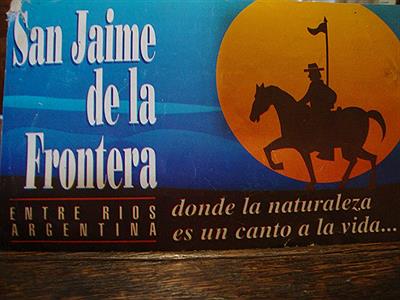 San Jaime
de la
Frontera
ENTRE RIOS
ARGENTINA
donde la naturaleza
es un canto a la vida...